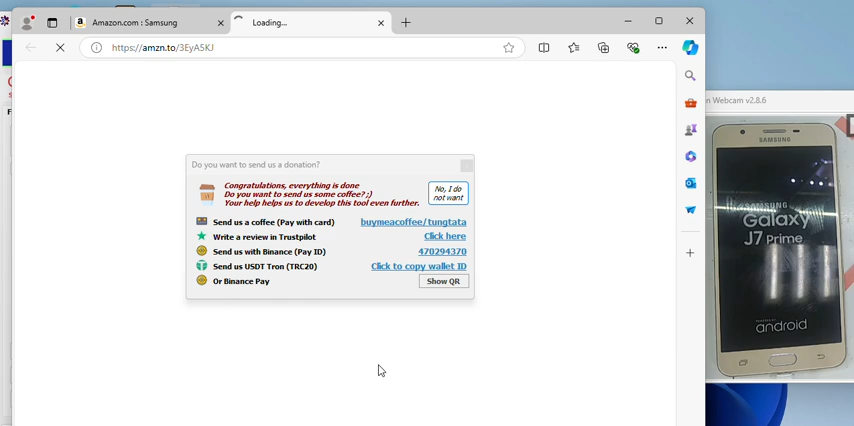 Amazon.com : Samsung
Loading...
https://amzn.to/3EyA5KJ
n Webcam v2.8.6
Do you want to send us a donation?
Congratulations, everything is done
Do you want to send us some coffee? ;)
Your help helps us to develop this tool even further.
No, I do
not want
Send us a coffee (Pay with card) buymeacoffee/tungtata
Write a review in Trustpilot Click here
Send us with Binance (Pay ID) 470294370
Send us USDT Tron (TRC20) Click to copy wallet ID
Or Binance Pay Show QR
SAMSUNG
SAMSUNG
Galaxy
J7 Prime
android